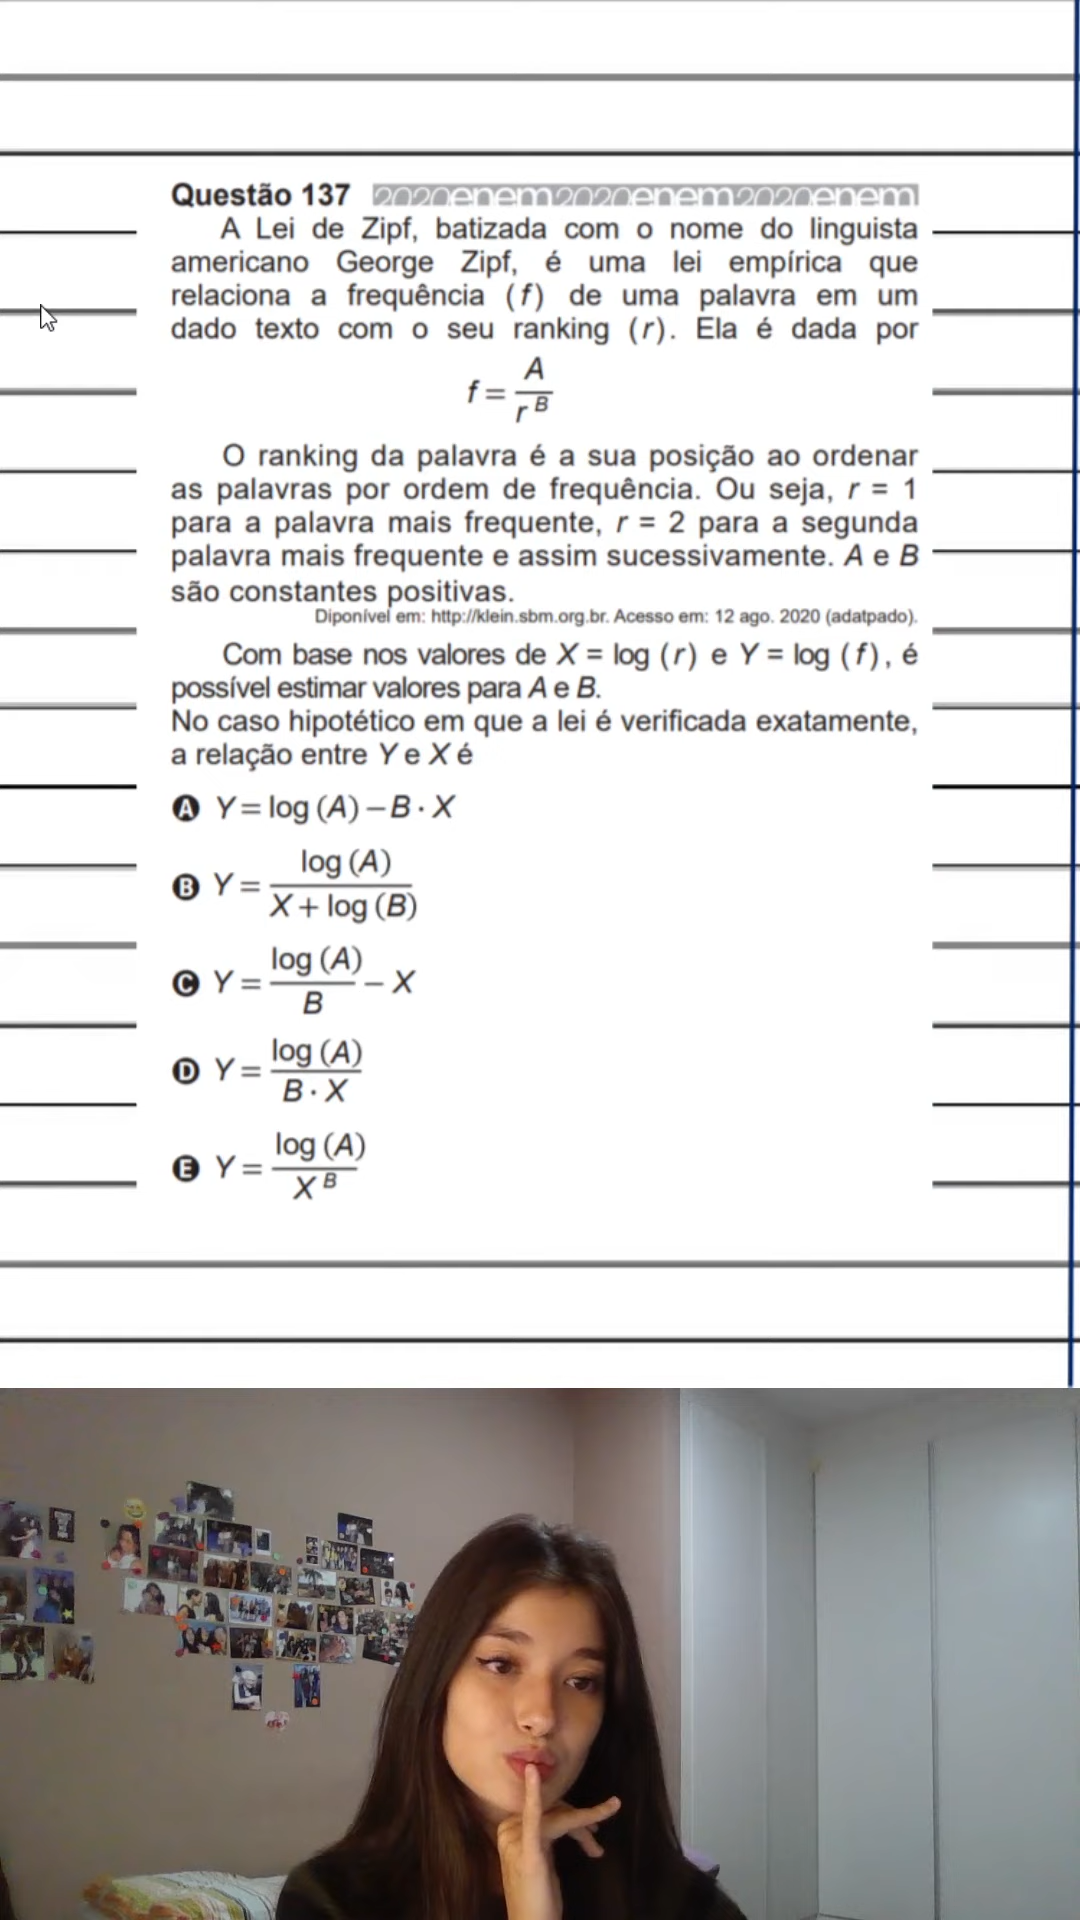 Questão 137 2020enem2020enem2020enem
A Lei de Zipf, batizada com o nome do linguista
americano George Zipf, é uma lei empírica que
relaciona a frequência (f) de uma palavra em um
dado texto com o seu ranking (r). Ela é dada por
f = A / r^B
O ranking da palavra é a sua posição ao ordenar
as palavras por ordem de frequência. Ou seja, r = 1
para a palavra mais frequente, r = 2 para a segunda
palavra mais frequente e assim sucessivamente. A e B
são constantes positivas.
Diponível em: http://klein.sbm.org.br. Acesso em: 12 ago. 2020 (adatpado).
Com base nos valores de X = log (r) e Y = log (f), é
possível estimar valores para A e B.
No caso hipotético em que a lei é verificada exatamente,
a relação entre Y e X é
A Y = log (A) – B · X
B Y = log (A) / X + log (B)
C Y = log (A) / B – X
D Y = log (A) / B · X
E Y = log (A) / X^B